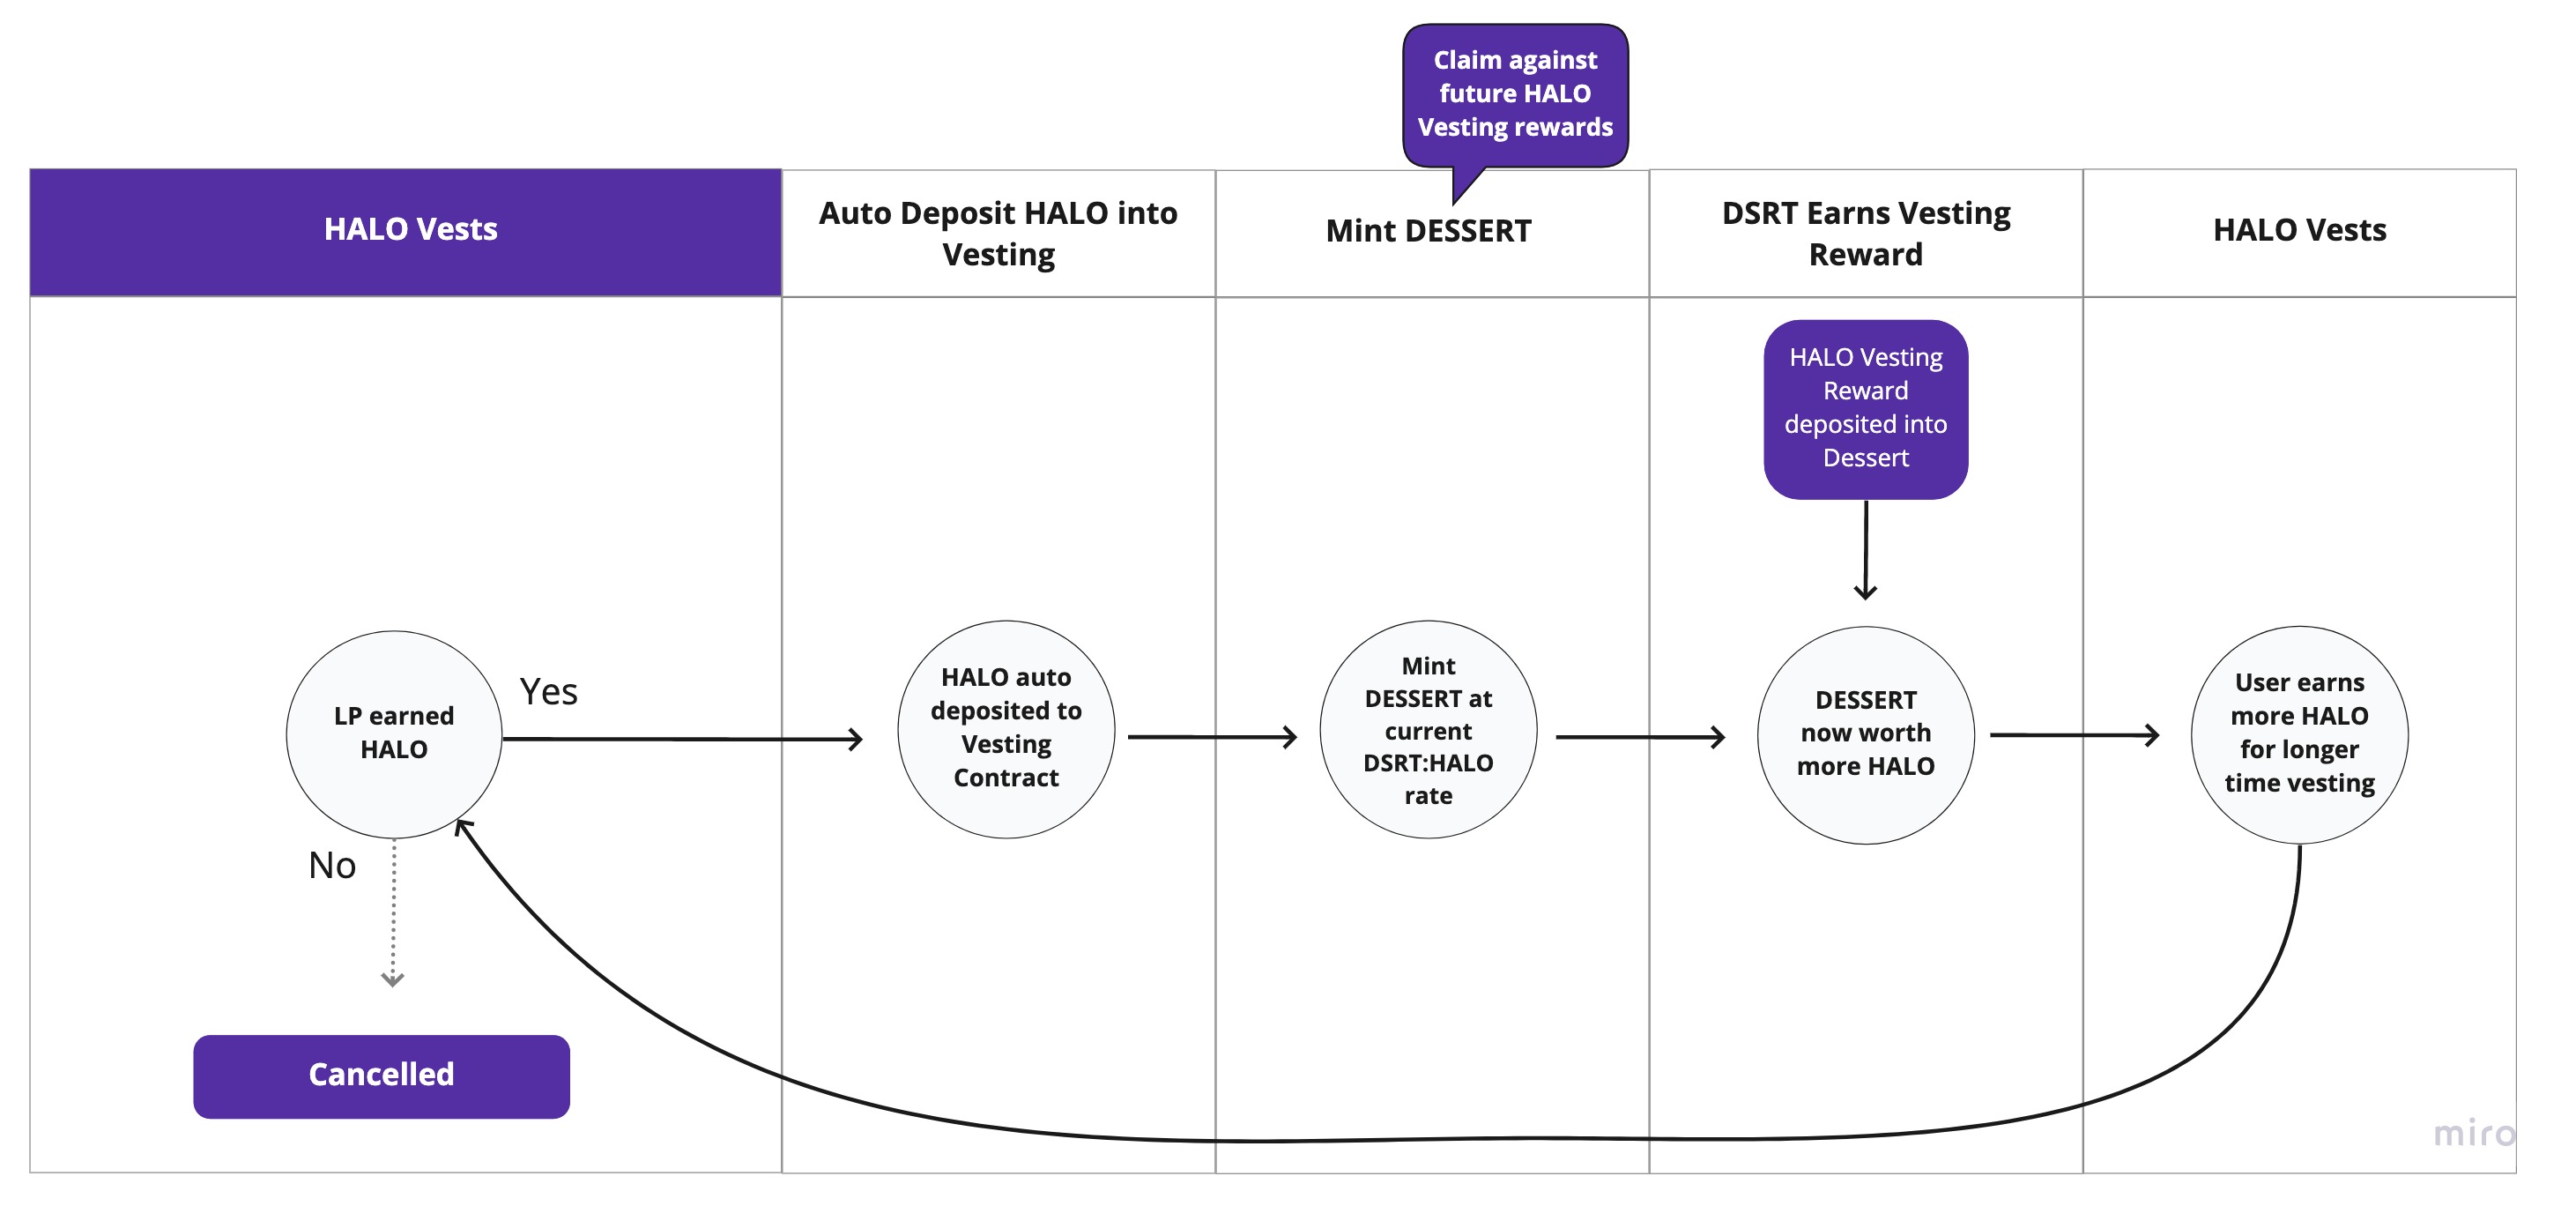 Claim against
future HALO
Vesting rewards
HALO Vests
Auto Deposit HALO into
Vesting
Mint DESSERT
DSRT Earns Vesting
Reward
HALO Vests
HALO Vesting
Reward
deposited into
Dessert
LP earned
HALO
Yes
No
Cancelled
HALO auto
deposited to
Vesting
Contract
Mint
DESSERT at
current
DSRT:HALO
rate
DESSERT
now worth
more HALO
User earns
more HALO
for longer
time vesting
miro